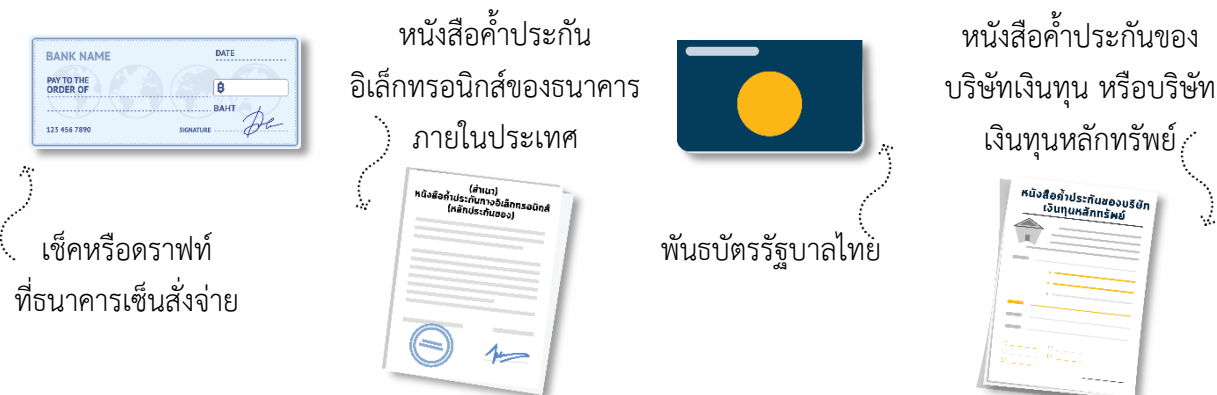 BANK NAME
DATE
PAY TO THE
ORDER OF
฿
BAHT
123 456 7890
SIGNATURE
เช็คหรือดราฟท์
ที่ธนาคารเซ็นสั่งจ่าย
หนังสือค้ำประกัน
อิเล็กทรอนิกส์ของธนาคาร
ภายในประเทศ
(สำเนา)
หนังสือค้ำประกันทางอิเล็กทรอนิกส์
(หลักประกันซอง)
พันธบัตรรัฐบาลไทย
หนังสือค้ำประกันของ
บริษัทเงินทุน หรือบริษัท
เงินทุนหลักทรัพย์
หนังสือค้ำประกันของบริษัท
เงินทุนหลักทรัพย์